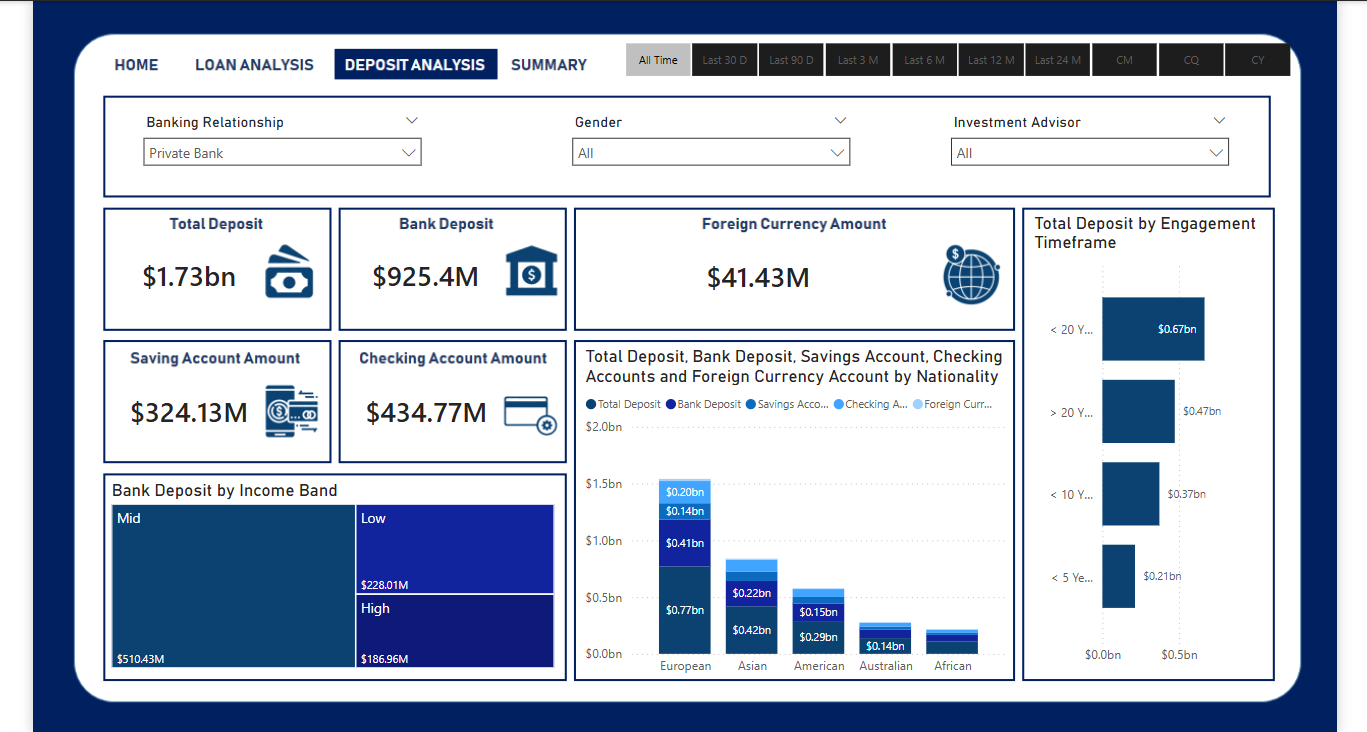 HOME LOAN ANALYSIS DEPOSIT ANALYSIS SUMMARY
All Time Last 30 D Last 90 D Last 3 M Last 6 M Last 12 M Last 24 M CM CQ CY
Banking Relationship
Private Bank
Gender
All
Investment Advisor
All
Total Deposit
$1.73bn
Bank Deposit
$925.4M
Foreign Currency Amount
$41.43M
Saving Account Amount
$324.13M
Checking Account Amount
$434.77M
Bank Deposit by Income Band
Mid
$510.43M
Low
$228.01M
High
$186.96M
Total Deposit, Bank Deposit, Savings Account, Checking
Accounts and Foreign Currency Account by Nationality
Total Deposit Bank Deposit Savings Acco... Checking A... Foreign Curr...
$2.0bn
$1.5bn
$1.0bn
$0.5bn
$0.0bn
$0.20bn
$0.14bn
$0.41bn
$0.77bn
$0.22bn
$0.42bn
$0.15bn
$0.29bn
$0.14bn
European Asian American Australian African
Total Deposit by Engagement
Timeframe
< 20 Y... $0.67bn
> 20 Y... $0.47bn
< 10 Y... $0.37bn
< 5 Ye... $0.21bn
$0.0bn $0.5bn